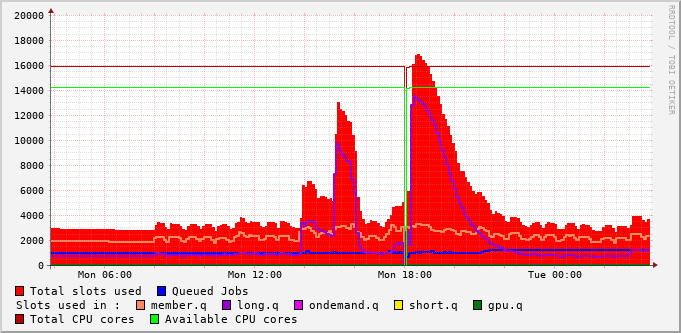 RRDTOOL / TOBI OETIKER
20000
18000
16000
14000
12000
10000
8000
6000
4000
2000
0
Mon 06:00 Mon 12:00 Mon 18:00 Tue 00:00
Total slots used Queued Jobs
Slots used in : member.q long.q ondemand.q short.q gpu.q
Total CPU cores Available CPU cores